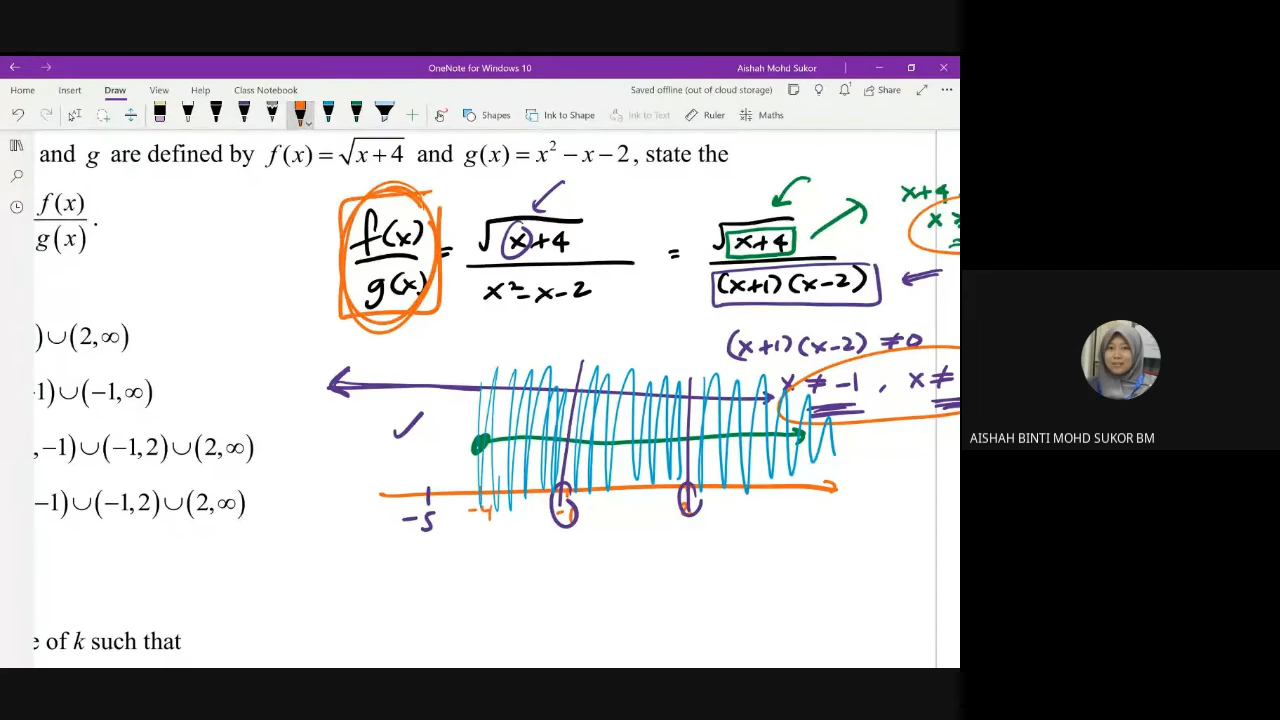 OneNote for Windows 10
Aishah Mohd Sukor
Home Insert Draw View Help Class Notebook
Saved offline (out of cloud storage)
Share
Shapes
Ink to Shape
Ink to Text
Ruler
Maths
and g are defined by f(x) = √(x+4) and g(x) = x² − x − 2, state the
f(x)/g(x).
f(x)/g(x) = √(x+4)/(x²−x−2) = √(x+4)/((x+1)(x−2))
x+4
x ≥
(x+1)(x−2) ≠ 0
x ≠ −1 , x ≠
) ∪ (2, ∞)
1) ∪ (−1, ∞)
, −1) ∪ (−1, 2) ∪ (2, ∞)
−1) ∪ (−1, 2) ∪ (2, ∞)
−5 −4 −1 2
e of k such that
AISHAH BINTI MOHD SUKOR BM